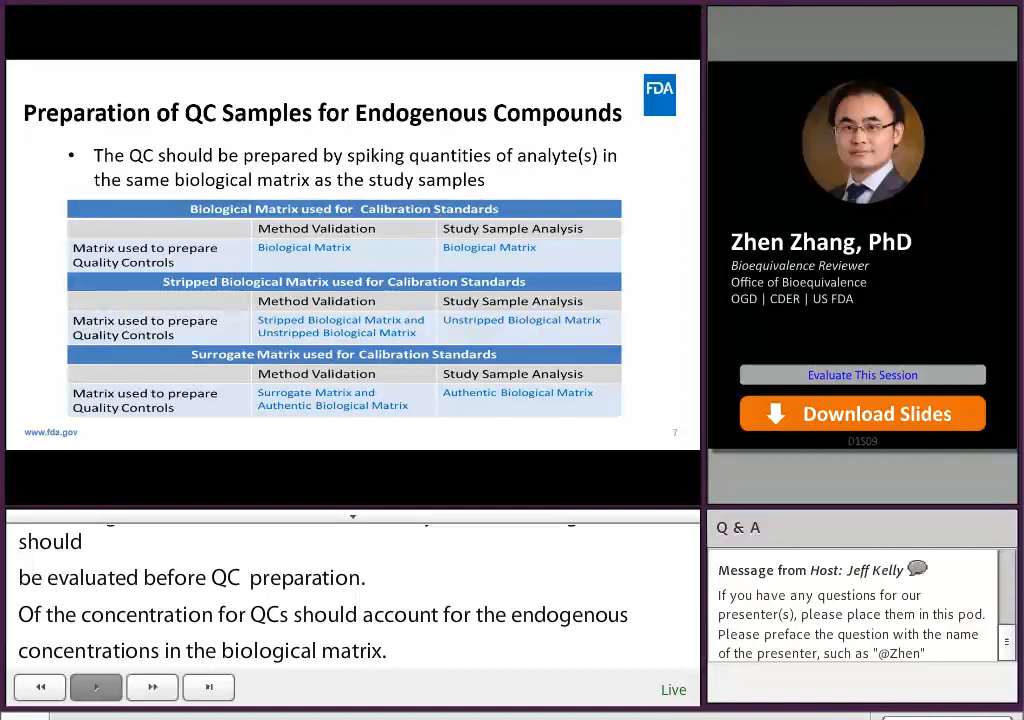 FDA
Preparation of QC Samples for Endogenous Compounds
• The QC should be prepared by spiking quantities of analyte(s) in
the same biological matrix as the study samples
Biological Matrix used for Calibration Standards
Method Validation Study Sample Analysis
Matrix used to prepare Biological Matrix Biological Matrix
Quality Controls
Stripped Biological Matrix used for Calibration Standards
Method Validation Study Sample Analysis
Matrix used to prepare Stripped Biological Matrix and Unstripped Biological Matrix
Quality Controls Unstripped Biological Matrix
Surrogate Matrix used for Calibration Standards
Method Validation Study Sample Analysis
Matrix used to prepare Surrogate Matrix and Authentic Biological Matrix
Quality Controls Authentic Biological Matrix
www.fda.gov 7
Zhen Zhang, PhD
Bioequivalence Reviewer
Office of Bioequivalence
OGD | CDER | US FDA
Evaluate This Session
Download Slides
D1S09
should
be evaluated before QC preparation.
Of the concentration for QCs should account for the endogenous
concentrations in the biological matrix.
Live
Q & A
Message from Host: Jeff Kelly
If you have any questions for our
presenter(s), please place them in this pod.
Please preface the question with the name
of the presenter, such as "@Zhen"